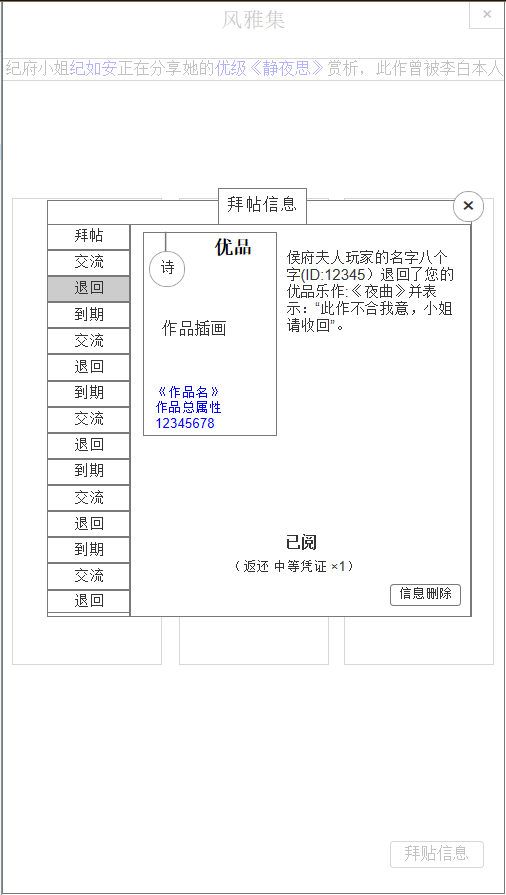 风雅集
×
纪府小姐纪如安正在分享她的优级《静夜思》赏析，此作曾被李白本人
拜帖信息
×
拜帖
交流
退回
到期
交流
退回
到期
交流
退回
到期
交流
退回
到期
交流
退回
优品
诗
作品插画
《作品名》
作品总属性
12345678
侯府夫人玩家的名字八个
字(ID:12345）退回了您的
优品乐作:《夜曲》并表
示：“此作不合我意，小姐
请收回”。
已阅
（返还 中等凭证 ×1）
信息删除
拜贴信息